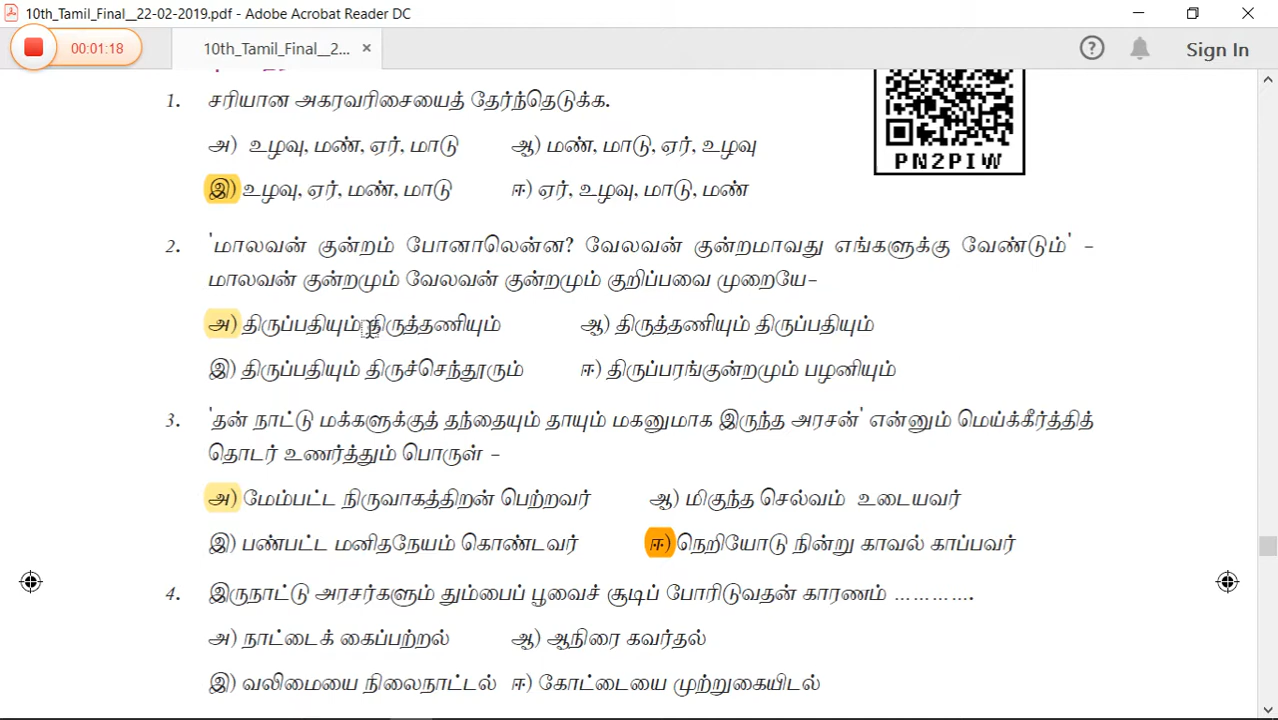 10th_Tamil_Final__22-02-2019.pdf - Adobe Acrobat Reader DC
00:01:18
10th_Tamil_Final__2... ×
? Sign In
1. சரியான அகரவரிசையைத் தேர்ந்தெடுக்க.
அ) உழவு, மண், ஏர், மாடு ஆ) மண், மாடு, ஏர், உழவு
PN2PIW
இ) உழவு, ஏர், மண், மாடு ஈ) ஏர், உழவு, மாடு, மண்
2. 'மாலவன் குன்றம் போனாலென்ன? வேலவன் குன்றமாவது எங்களுக்கு வேண்டும்' –
மாலவன் குன்றமும் வேலவன் குன்றமும் குறிப்பவை முறையே–
அ) திருப்பதியும் திருத்தணியும் ஆ) திருத்தணியும் திருப்பதியும்
இ) திருப்பதியும் திருச்செந்தூரும் ஈ) திருப்பரங்குன்றமும் பழனியும்
3. 'தன் நாட்டு மக்களுக்குத் தந்தையும் தாயும் மகனுமாக இருந்த அரசன்' என்னும் மெய்க்கீர்த்தித்
தொடர் உணர்த்தும் பொருள் –
அ) மேம்பட்ட நிருவாகத்திறன் பெற்றவர் ஆ) மிகுந்த செல்வம் உடையவர்
இ) பண்பட்ட மனிதநேயம் கொண்டவர் ஈ) நெறியோடு நின்று காவல் காப்பவர்
4. இருநாட்டு அரசர்களும் தும்பைப் பூவைச் சூடிப் போரிடுவதன் காரணம் ………….
அ) நாட்டைக் கைப்பற்றல் ஆ) ஆநிரை கவர்தல்
இ) வலிமையை நிலைநாட்டல் ஈ) கோட்டையை முற்றுகையிடல்